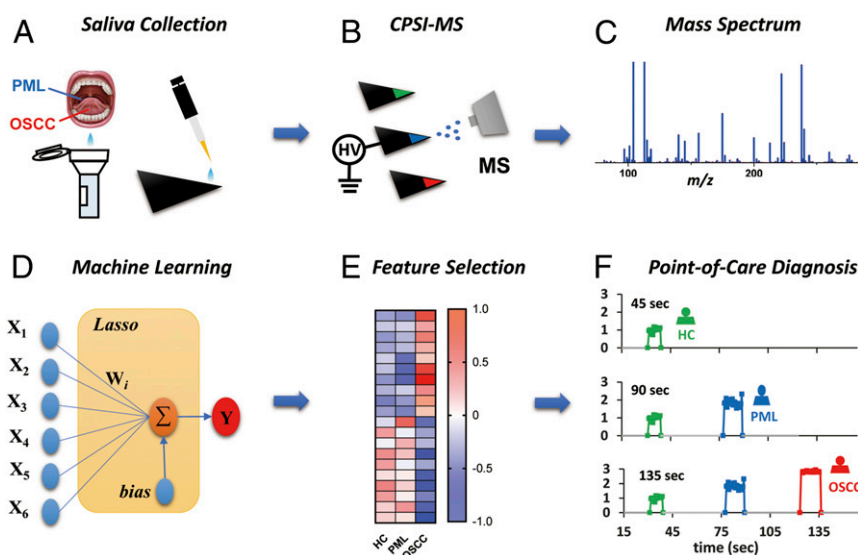 A Saliva Collection
PML
OSCC
B CPSI-MS
HV
MS
C Mass Spectrum
100 200
m/z
D Machine Learning
Lasso
X1
X2
X3
X4
X5
X6
Wi
Σ
Y
bias
E Feature Selection
1.0
0.5
0
-0.5
-1.0
HC PML OSCC
F Point-of-Care Diagnosis
3
2
1
0
45 sec
HC
3
2
1
0
90 sec
PML
3
2
1
0
135 sec
OSCC
15 45 75 105 135
time (sec)